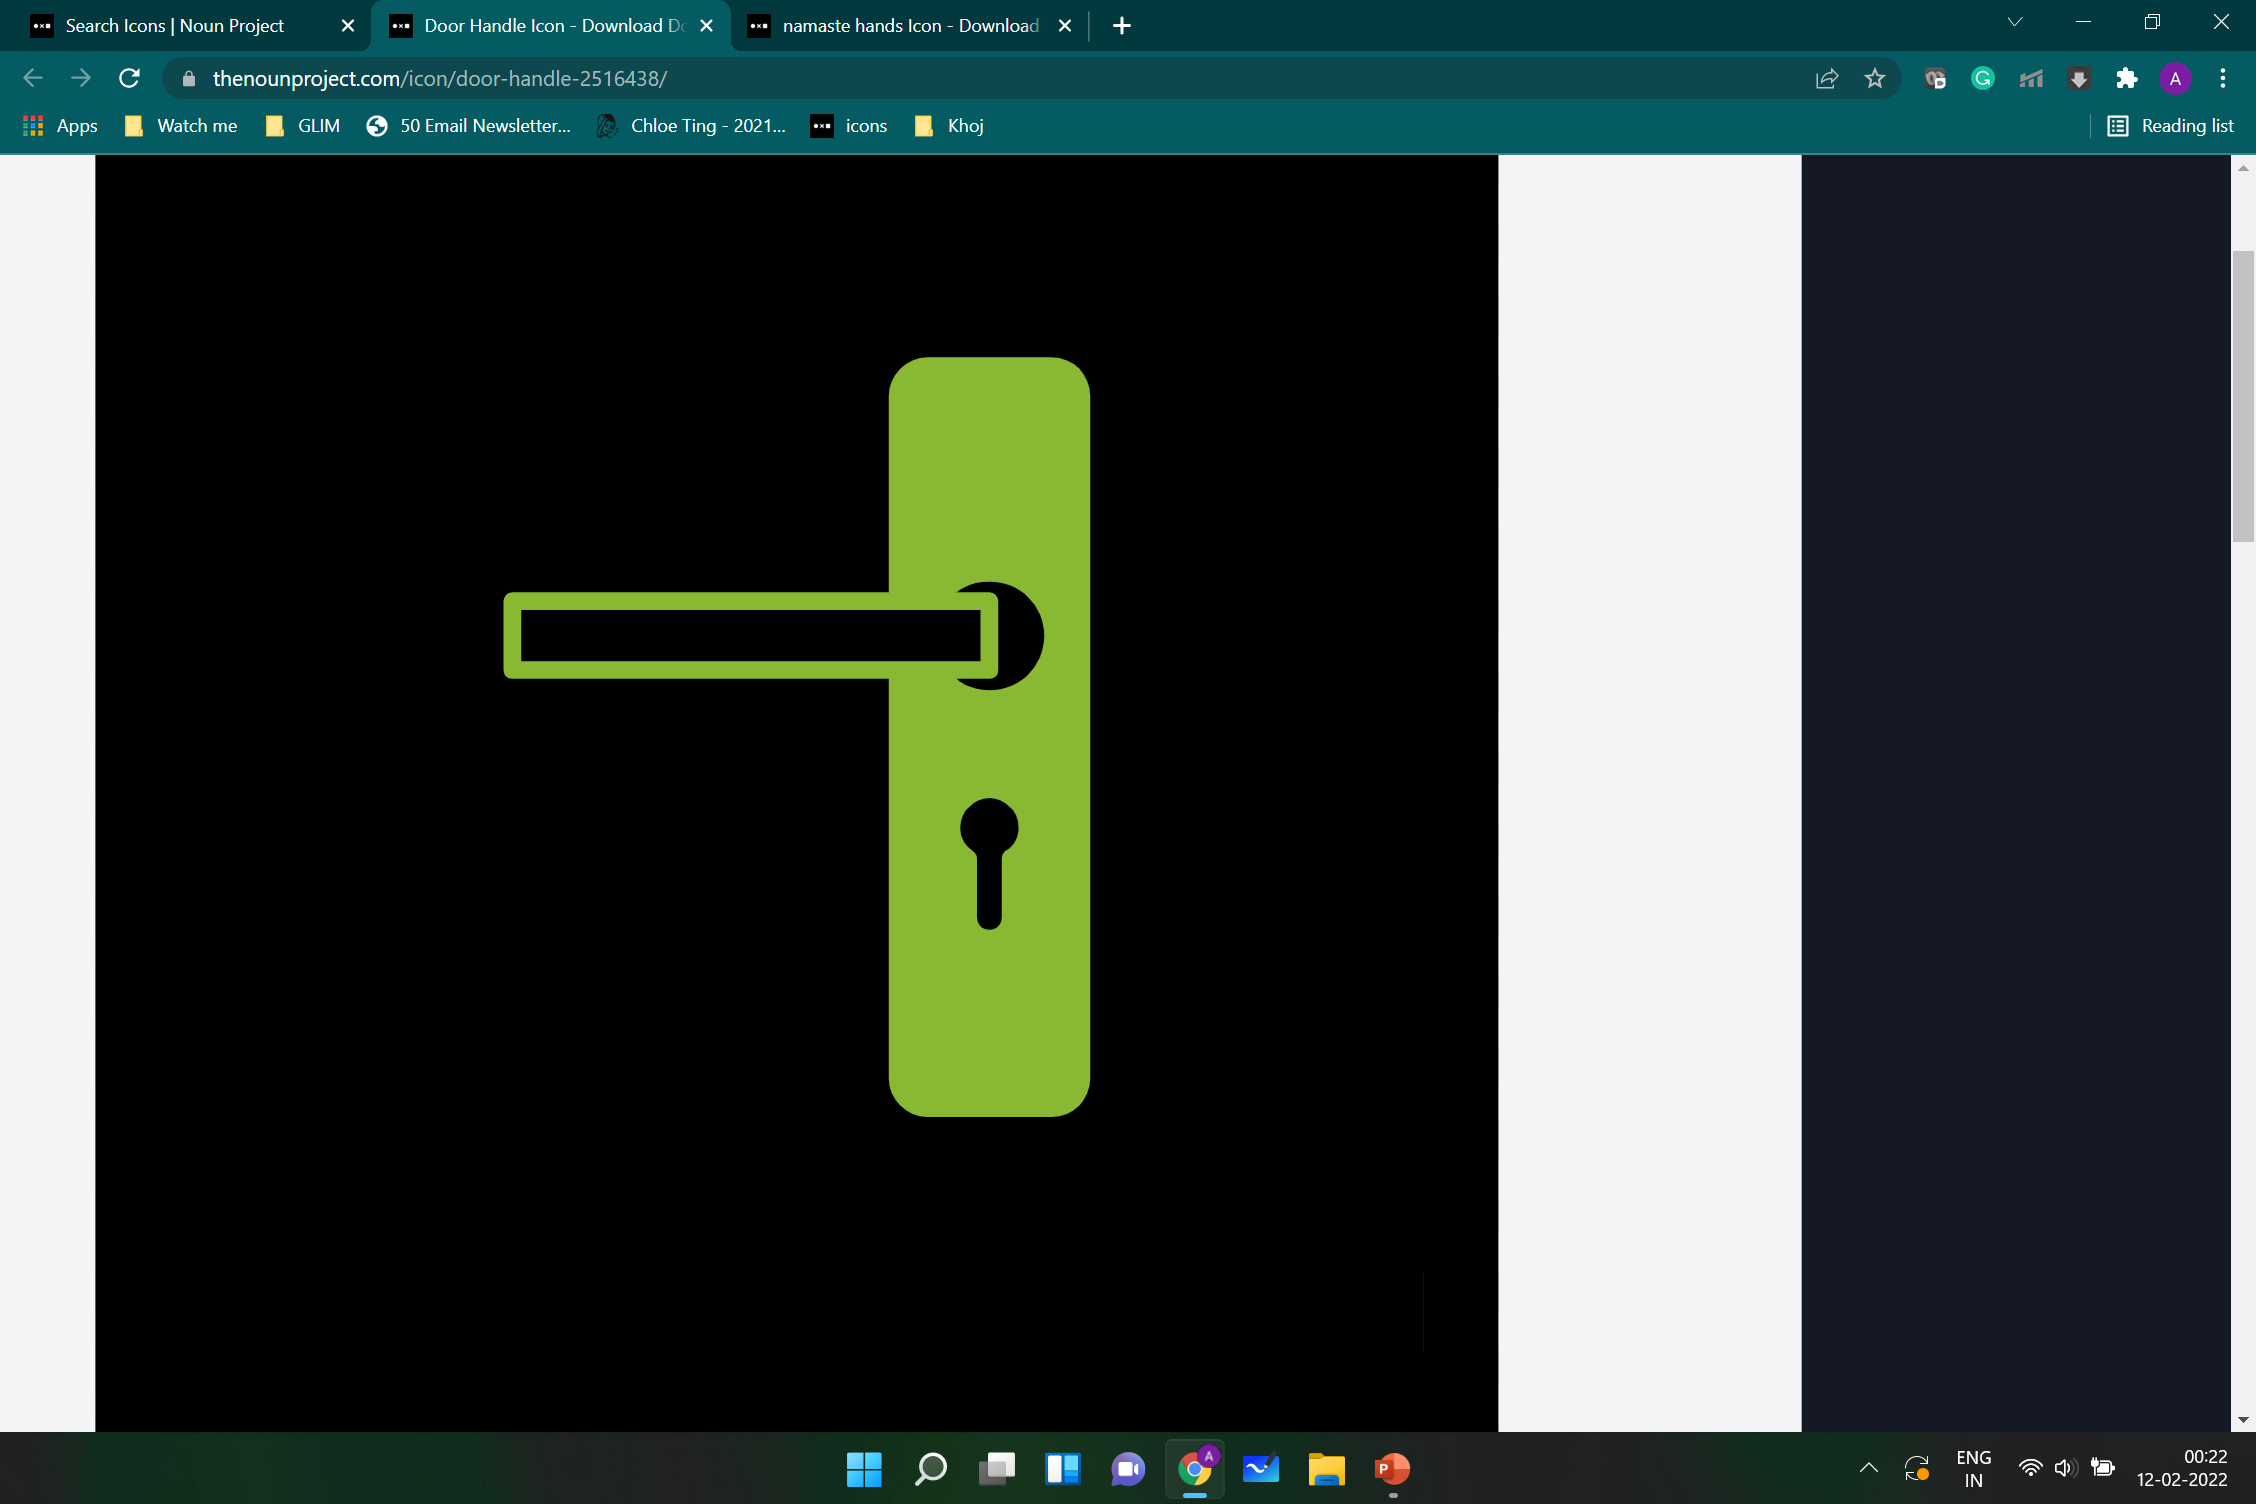 Search Icons | Noun Project
Door Handle Icon - Download Do
namaste hands Icon - Download
thenounproject.com/icon/door-handle-2516438/
A
Apps
Watch me
GLIM
50 Email Newsletter...
Chloe Ting - 2021...
icons
Khoj
Reading list
A
P
ENG
IN
00:22
12-02-2022